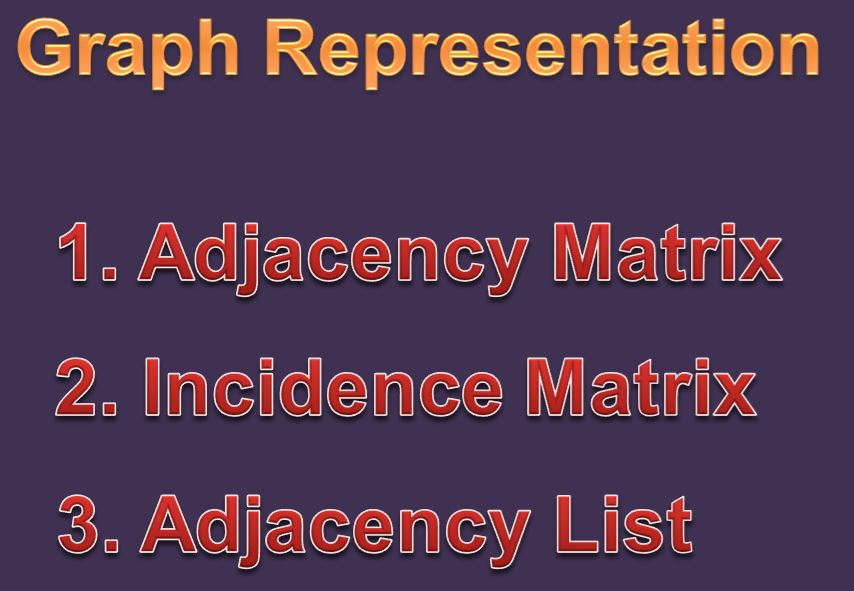 Graph Representation
1. Adjacency Matrix
2. Incidence Matrix
3. Adjacency List